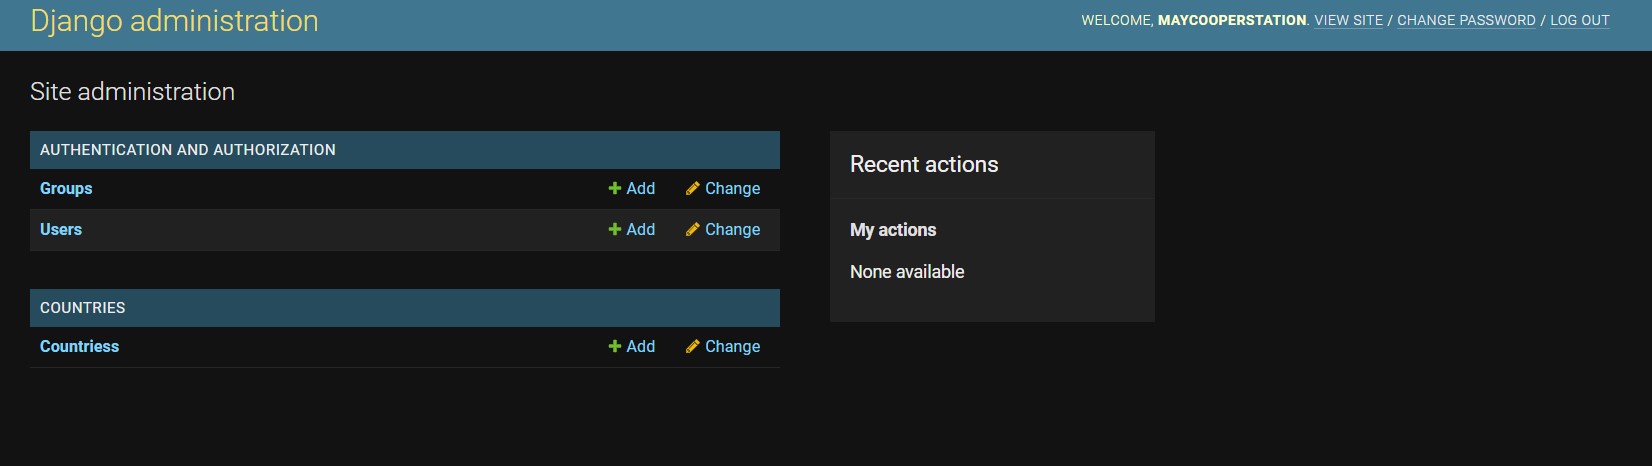 Django administration
WELCOME, MAYCOOPERSTATION. VIEW SITE / CHANGE PASSWORD / LOG OUT
Site administration
AUTHENTICATION AND AUTHORIZATION
Groups Add Change
Users Add Change
COUNTRIES
Countriess Add Change
Recent actions
My actions
None available